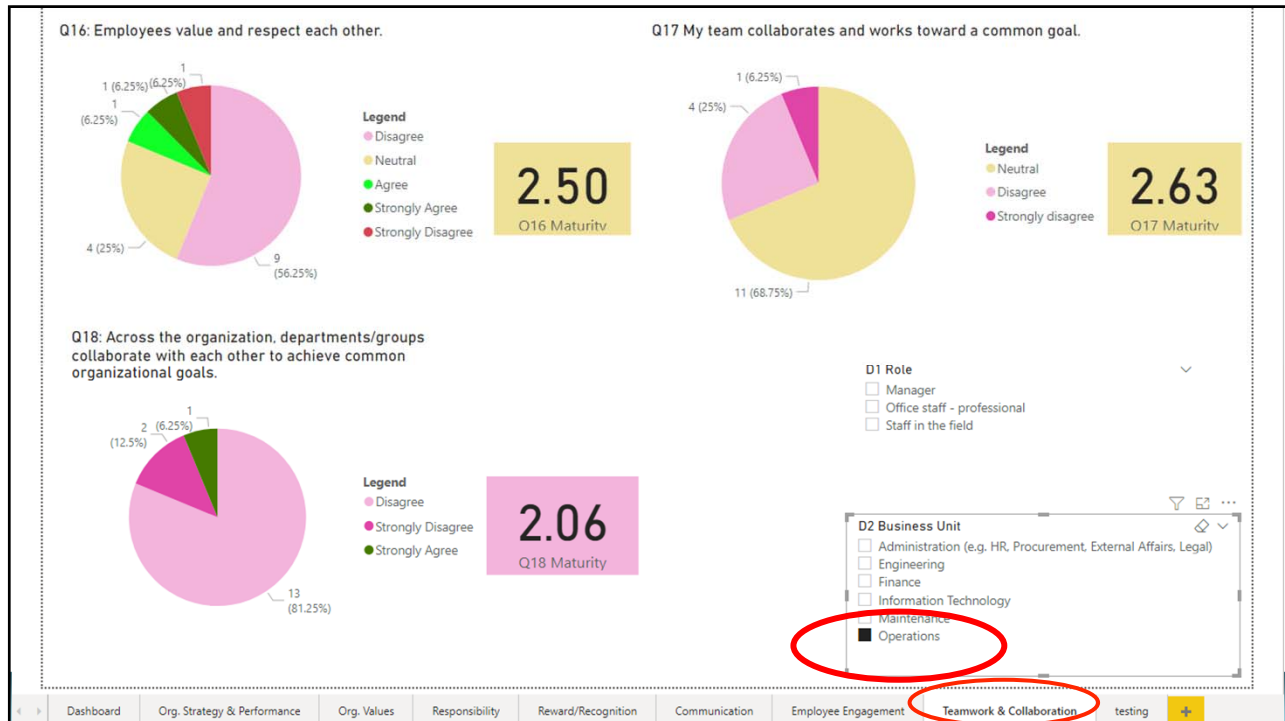 Q16: Employees value and respect each other.
1
1 (6.25%)
(6.25%)
1
(6.25%)
4 (25%)
9
(56.25%)
Legend
Disagree
Neutral
Agree
Strongly Agree
Strongly Disagree
2.50
Q16 Maturity
Q17 My team collaborates and works toward a common goal.
1 (6.25%)
4 (25%)
11 (68.75%)
Legend
Neutral
Disagree
Strongly disagree
2.63
Q17 Maturity
Q18: Across the organization, departments/groups
collaborate with each other to achieve common
organizational goals.
1
(6.25%)
2
(12.5%)
13
(81.25%)
Legend
Disagree
Strongly Disagree
Strongly Agree
2.06
Q18 Maturity
D1 Role
Manager
Office staff - professional
Staff in the field
D2 Business Unit
Administration (e.g. HR, Procurement, External Affairs, Legal)
Engineering
Finance
Information Technology
Maintenance
Operations
Dashboard
Org. Strategy & Performance
Org. Values
Responsibility
Reward/Recognition
Communication
Employee Engagement
Teamwork & Collaboration
testing
+